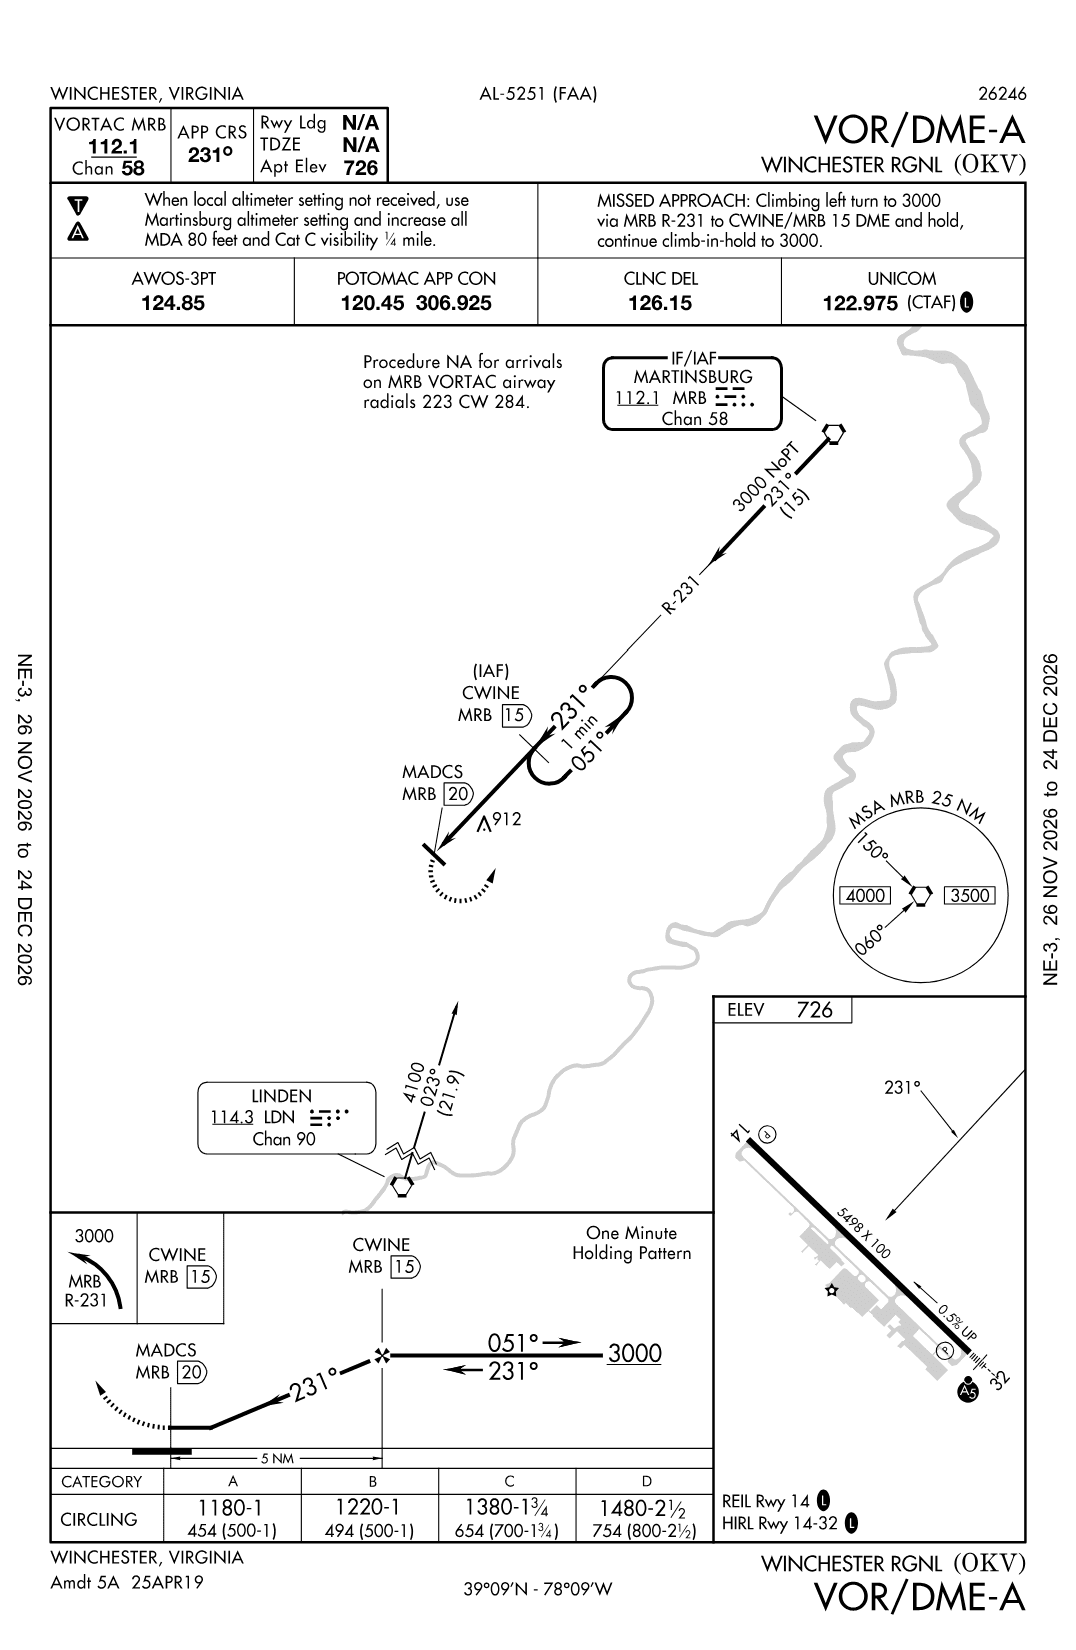 WINCHESTER, VIRGINIA
AL-5251 (FAA)
26246
VORTAC MRB
112.1
Chan 58
APP CRS
231°
Rwy Ldg N/A
TDZE N/A
Apt Elev 726
VOR/DME-A
WINCHESTER RGNL (OKV)
T
A
When local altimeter setting not received, use
Martinsburg altimeter setting and increase all
MDA 80 feet and Cat C visibility ¼ mile.
MISSED APPROACH: Climbing left turn to 3000
via MRB R-231 to CWINE/MRB 15 DME and hold,
continue climb-in-hold to 3000.
AWOS-3PT
124.85
POTOMAC APP CON
120.45 306.925
CLNC DEL
126.15
UNICOM
122.975 (CTAF) L
Procedure NA for arrivals
on MRB VORTAC airway
radials 223 CW 284.
IF/IAF
MARTINSBURG
112.1 MRB
Chan 58
3000 NoPT
231°
(15)
R-231
(IAF)
CWINE
MRB 15
231°
1 min
051°
MADCS
MRB 20
912
MSA MRB 25 NM
150°
4000
3500
060°
NE-3, 26 NOV 2026 to 24 DEC 2026
NE-3, 26 NOV 2026 to 24 DEC 2026
4100
023°
(21.9)
LINDEN
114.3 LDN
Chan 90
ELEV 726
231°
14
P
5498 X 100
0.5% UP
P
32
A5
REIL Rwy 14 L
HIRL Rwy 14-32 L
3000
MRB
R-231
CWINE
MRB 15
CWINE
MRB 15
One Minute
Holding Pattern
MADCS
MRB 20
231°
051°
231°
3000
5 NM
CATEGORY A B C D
CIRCLING
1180-1
454 (500-1)
1220-1
494 (500-1)
1380-1¾
654 (700-1¾)
1480-2½
754 (800-2½)
WINCHESTER, VIRGINIA
Amdt 5A 25APR19
39°09'N - 78°09'W
WINCHESTER RGNL (OKV)
VOR/DME-A